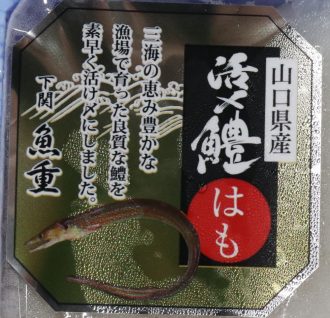 山口県産
活〆鱧
はも
三海の恵み豊かな
漁場で育った良質な鱧を
素早く活け〆にしました。
下関 魚重